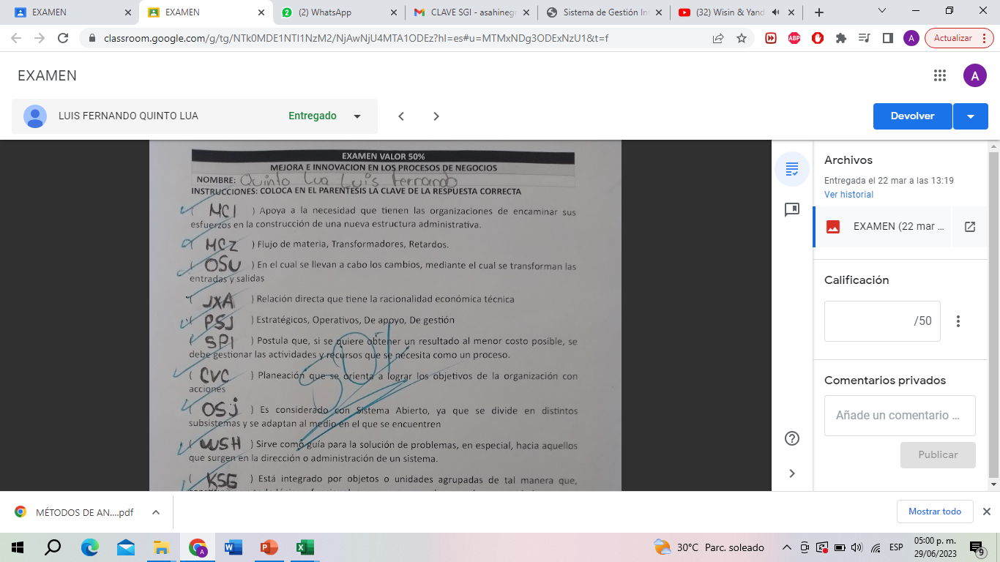 EXAMEN
EXAMEN
(2) WhatsApp
CLAVE SGI - asahinegr
Sistema de Gestión Int
(32) Wisin & Yand
classroom.google.com/g/tg/NTk0MDE1NTI1NzM2/NjAwNjU4MTA1ODEz?hl=es#u=MTMxNDg3ODExNzU1&t=f
ABP
A
Actualizar
EXAMEN
A
LUIS FERNANDO QUINTO LUA
Entregado
Devolver
EXAMEN VALOR 50%
MEJORA E INNOVACION EN LOS PROCESOS DE NEGOCIOS
NOMBRE: Quinto Lua Luis Fernando
INSTRUCCIONES: COLOCA EN EL PARENTESIS LA CLAVE DE LA RESPUESTA CORRECTA
( MCI ) Apoya a la necesidad que tienen las organizaciones de encaminar sus
esfuerzos en la construcción de una nueva estructura administrativa.
( MCZ ) Flujo de materia, Transformadores, Retardos.
( OSU ) En el cual se llevan a cabo los cambios, mediante el cual se transforman las
entradas y salidas
( JXA ) Relación directa que tiene la racionalidad económica técnica
( PSJ ) Estratégicos, Operativos, De apoyo, De gestión
( SPI ) Postula que, si se quiere obtener un resultado al menor costo posible, se
debe gestionar las actividades y recursos que se necesita como un proceso.
( CVC ) Planeación que se orienta a lograr los objetivos de la organización con
acciones
( OSj ) Es considerado con Sistema Abierto, ya que se divide en distintos
subsistemas y se adaptan al medio en el que se encuentren
( WSH ) Sirve como guía para la solución de problemas, en especial, hacia aquellos
que surgen en la dirección o administración de un sistema.
( KSG ) Está integrado por objetos o unidades agrupadas de tal manera que,
Archivos
Entregada el 22 mar a las 13:19
Ver historial
EXAMEN (22 mar ...
Calificación
/50
Comentarios privados
Añade un comentario ...
Publicar
MÉTODOS DE AN....pdf
Mostrar todo
30°C Parc. soleado
ESP
05:00 p. m.
29/06/2023
9